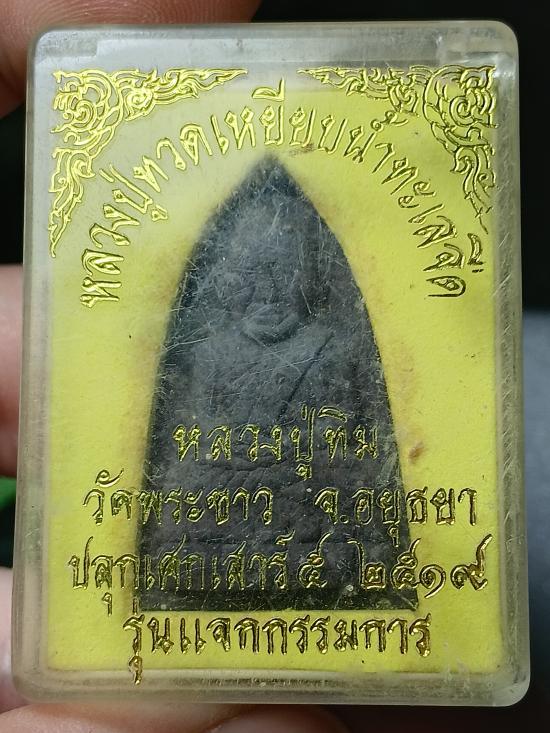 หลวงปู่ทวดเหยียบน้ำทะเลจืด
หลวงปู่ทิม
วัดพระขาว จ.อยุธยา
ปลุกเศกเสาร์๕ ๒๕๑๙
รุ่นแจกกรรมการ